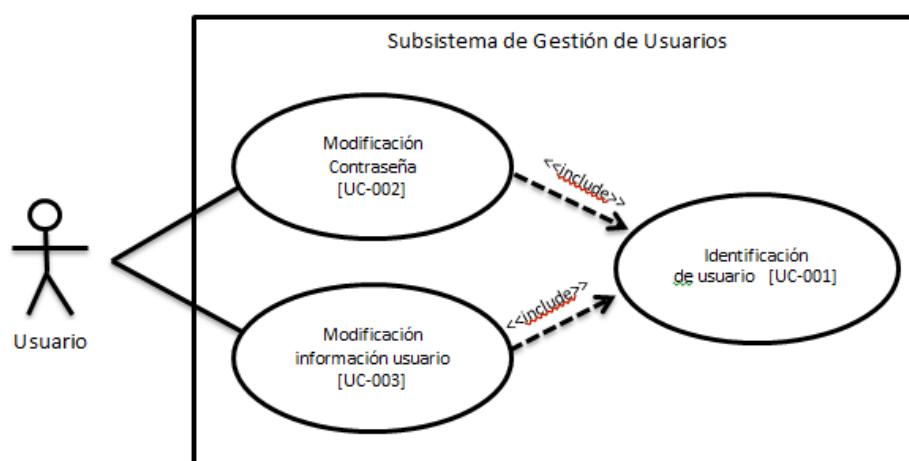 Subsistema de Gestión de Usuarios
Modificación
Contraseña
[UC-002]
<<include>>
Identificación
de usuario [UC-001]
<<include>>
Modificación
información usuario
[UC-003]
Usuario